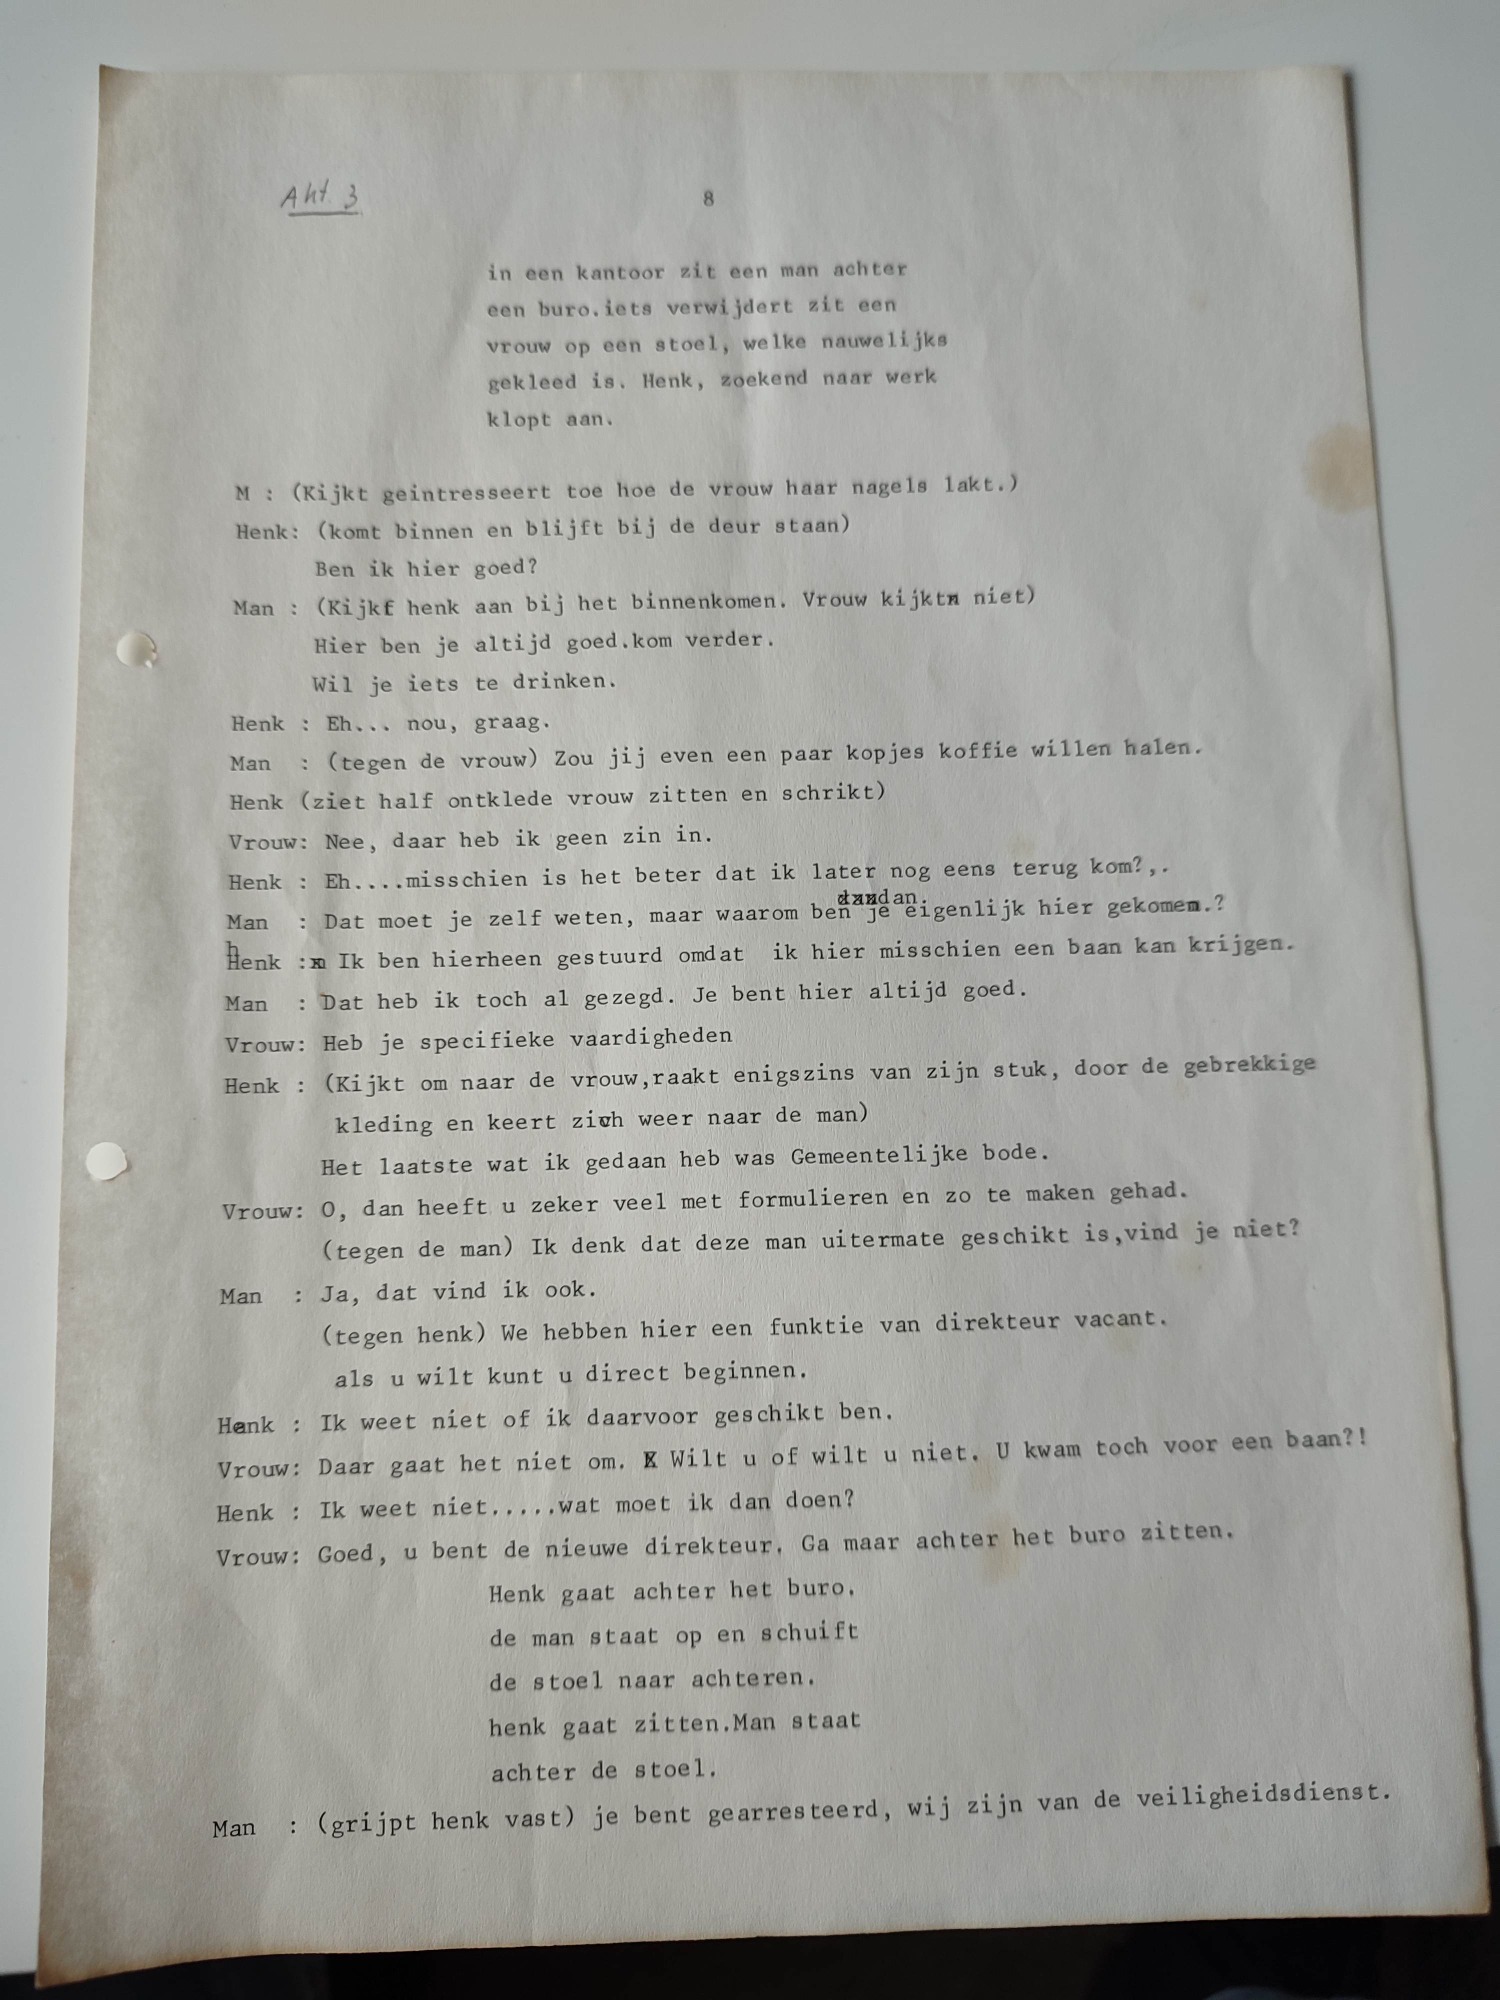 Akt. 3
8
in een kantoor zit een man achter
een buro.iets verwijdert zit een
vrouw op een stoel, welke nauwelijks
gekleed is. Henk, zoekend naar werk
klopt aan.
M : (Kijkt geintresseert toe hoe de vrouw haar nagels lakt.)
Henk: (komt binnen en blijft bij de deur staan)
Ben ik hier goed?
Man : (Kijkt henk aan bij het binnenkomen. Vrouw kijkt niet)
Hier ben je altijd goed.kom verder.
Wil je iets te drinken.
Henk : Eh... nou, graag.
Man : (tegen de vrouw) Zou jij even een paar kopjes koffie willen halen.
Henk (ziet half ontklede vrouw zitten en schrikt)
Vrouw: Nee, daar heb ik geen zin in.
Henk : Eh....misschien is het beter dat ik later nog eens terug kom?,.
dan
Man : Dat moet je zelf weten, maar waarom ben je eigenlijk hier gekomen.?
Henk : Ik ben hierheen gestuurd omdat ik hier misschien een baan kan krijgen.
Man : Dat heb ik toch al gezegd. Je bent hier altijd goed.
Vrouw: Heb je specifieke vaardigheden
Henk : (Kijkt om naar de vrouw,raakt enigszins van zijn stuk, door de gebrekkige
kleding en keert zich weer naar de man)
Het laatste wat ik gedaan heb was Gemeentelijke bode.
Vrouw: O, dan heeft u zeker veel met formulieren en zo te maken gehad.
(tegen de man) Ik denk dat deze man uitermate geschikt is,vind je niet?
Man : Ja, dat vind ik ook.
(tegen henk) We hebben hier een funktie van direkteur vacant.
als u wilt kunt u direct beginnen.
Henk : Ik weet niet of ik daarvoor geschikt ben.
Vrouw: Daar gaat het niet om. Wilt u of wilt u niet. U kwam toch voor een baan?!
Henk : Ik weet niet.....wat moet ik dan doen?
Vrouw: Goed, u bent de nieuwe direkteur. Ga maar achter het buro zitten.
Henk gaat achter het buro.
de man staat op en schuift
de stoel naar achteren.
henk gaat zitten.Man staat
achter de stoel.
Man : (grijpt henk vast) je bent gearresteerd, wij zijn van de veiligheidsdienst.